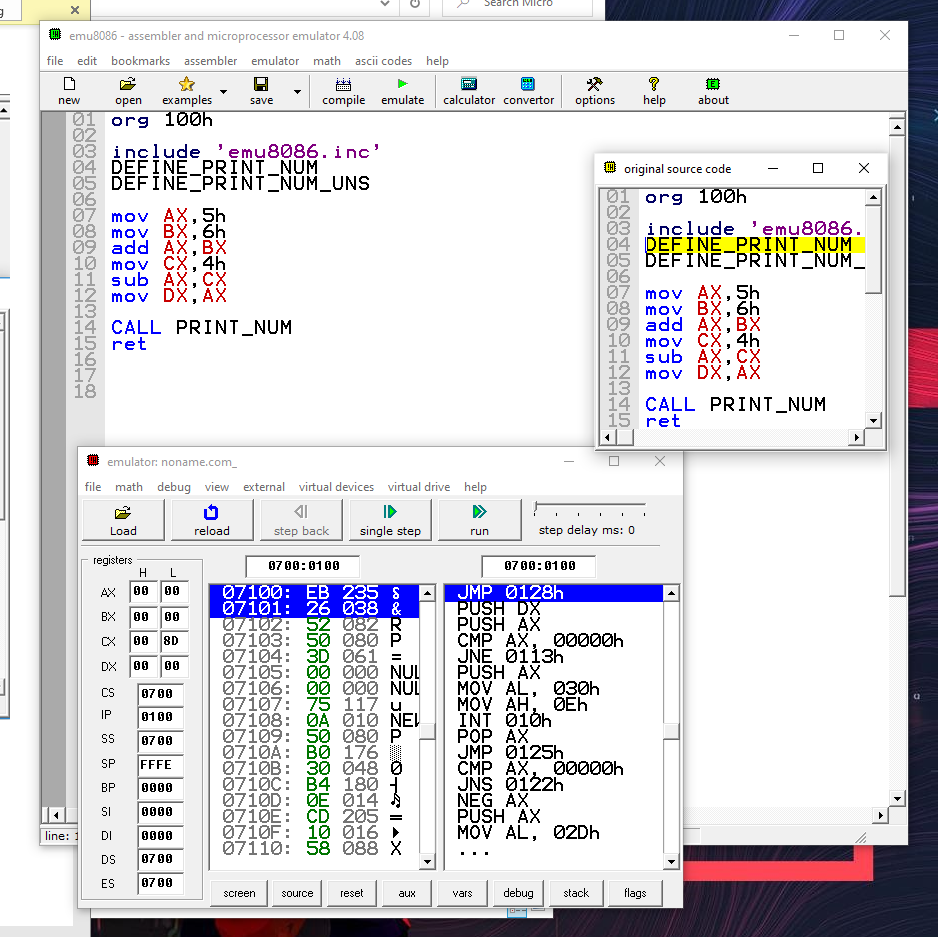 g
Search Micro
emu8086 - assembler and microprocessor emulator 4.08
file edit bookmarks assembler emulator math ascii codes help
new open examples save compile emulate calculator convertor options help about
01 org 100h
02
03 include 'emu8086.inc'
04 DEFINE_PRINT_NUM
05 DEFINE_PRINT_NUM_UNS
06
07 mov AX,5h
08 mov BX,6h
09 add AX,BX
10 mov CX,4h
11 sub AX,CX
12 mov DX,AX
13
14 CALL PRINT_NUM
15 ret
16
17
18
line: 1
original source code
01 org 100h
02
03 include 'emu8086.
04 DEFINE_PRINT_NUM
05 DEFINE_PRINT_NUM_
06
07 mov AX,5h
08 mov BX,6h
09 add AX,BX
10 mov CX,4h
11 sub AX,CX
12 mov DX,AX
13
14 CALL PRINT_NUM
15 ret
emulator: noname.com_
file math debug view external virtual devices virtual drive help
Load reload step back single step run step delay ms: 0
registers
H L
AX 00 00
BX 00 00
CX 00 8D
DX 00 00
CS 0700
IP 0100
SS 0700
SP FFFE
BP 0000
SI 0000
DI 0000
DS 0700
ES 0700
0700:0100
07100: EB 235 δ
07101: 26 038 &
07102: 52 082 R
07103: 50 080 P
07104: 3D 061 =
07105: 00 000 NUL
07106: 00 000 NUL
07107: 75 117 u
07108: 0A 010 NEW
07109: 50 080 P
0710A: B0 176 ░
0710B: 30 048 0
0710C: B4 180 ┤
0710D: 0E 014 ♫
0710E: CD 205 ═
0710F: 10 016 ►
07110: 58 088 X
0700:0100
JMP 0128h
PUSH DX
PUSH AX
CMP AX, 00000h
JNE 0113h
PUSH AX
MOV AL, 030h
MOV AH, 0Eh
INT 010h
POP AX
JMP 0125h
CMP AX, 00000h
JNS 0122h
NEG AX
PUSH AX
MOV AL, 02Dh
...
screen source reset aux vars debug stack flags
a